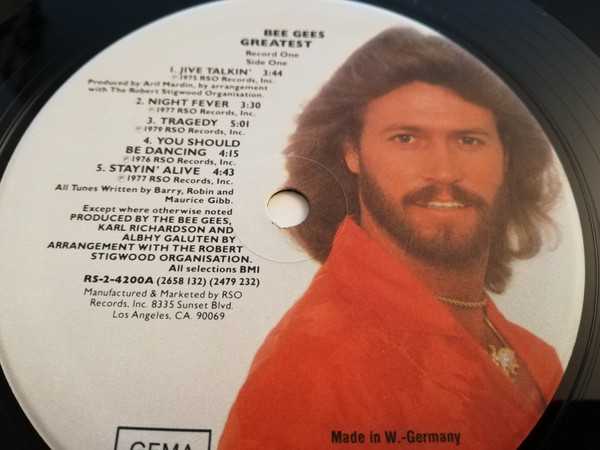 BEE GEES
GREATEST
Record One
Side One
1. JIVE TALKIN' 3:44
℗1975 RSO Records, Inc.
Produced by Arif Mardin, by arrangement
with The Robert Stigwood Organisation.
2. NIGHT FEVER 3:30
℗1977 RSO Records, Inc.
3. TRAGEDY 5:01
℗1979 RSO Records, Inc.
4. YOU SHOULD
BE DANCING 4:15
℗1976 RSO Records, Inc.
5. STAYIN' ALIVE 4:43
℗1977 RSO Records, Inc.
All Tunes Written by Barry, Robin and
Maurice Gibb.
Except where otherwise noted
PRODUCED BY THE BEE GEES,
KARL RICHARDSON AND
ALBHY GALUTEN BY
ARRANGEMENT WITH THE ROBERT
STIGWOOD ORGANISATION.
All selections BMI
RS-2-4200A (2658 132) (2479 232)
Manufactured & Marketed by RSO
Records, Inc. 8335 Sunset Blvd.
Los Angeles, CA. 90069
GEMA
Made in W.-Germany